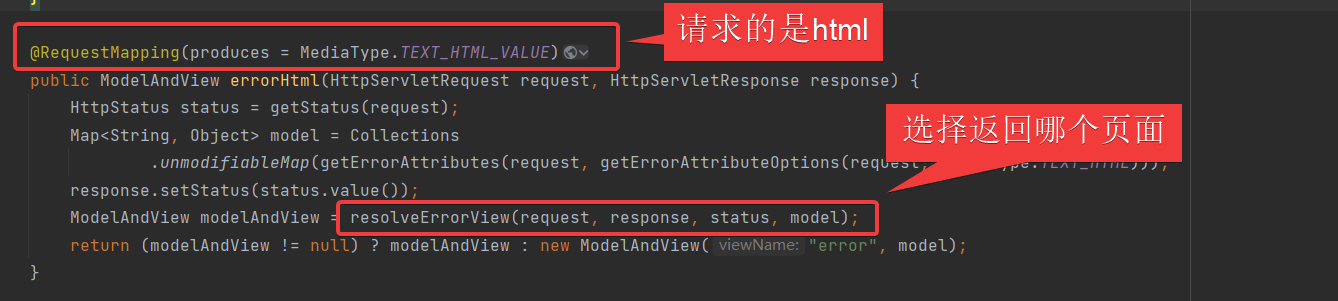 }
@RequestMapping(produces = MediaType.TEXT_HTML_VALUE)
请求的是html
public ModelAndView errorHtml(HttpServletRequest request, HttpServletResponse response) {
HttpStatus status = getStatus(request);
选择返回哪个页面
Map<String, Object> model = Collections
.unmodifiableMap(getErrorAttributes(request, getErrorAttributeOptions(request, .TEXT_HTML)));
response.setStatus(status.value());
ModelAndView modelAndView = resolveErrorView(request, response, status, model);
return (modelAndView != null) ? modelAndView : new ModelAndView( viewName: "error", model);
}